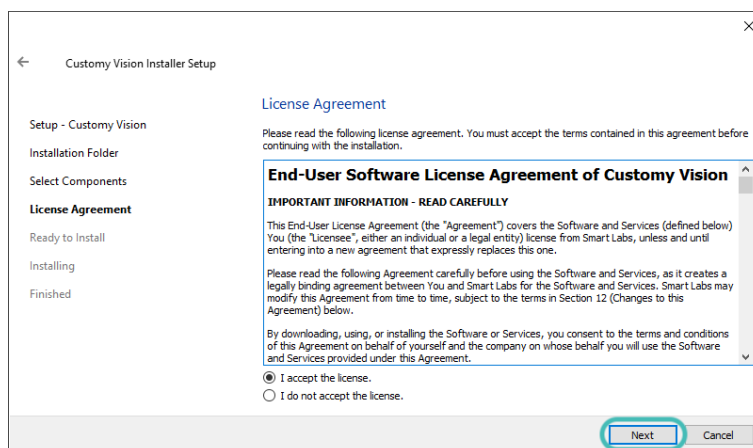 Customy Vision Installer Setup
Setup - Customy Vision
Installation Folder
Select Components
License Agreement
Ready to Install
Installing
Finished
License Agreement
Please read the following license agreement. You must accept the terms contained in this agreement before
continuing with the installation.
End-User Software License Agreement of Customy Vision
IMPORTANT INFORMATION - READ CAREFULLY
This End-User License Agreement (the "Agreement") covers the Software and Services (defined below)
You (the "Licensee", either an individual or a legal entity) license from Smart Labs, unless and until
entering into a new agreement that expressly replaces this one.
Please read the following Agreement carefully before using the Software and Services, as it creates a
legally binding agreement between You and Smart Labs for the Software and Services. Smart Labs may
modify this Agreement from time to time, subject to the terms in Section 12 (Changes to this
Agreement) below.
By downloading, using, or installing the Software or Services, you consent to the terms and conditions
of this Agreement on behalf of yourself and the company on whose behalf you will use the Software
and Services provided under this Agreement.
I accept the license.
I do not accept the license.
Next
Cancel